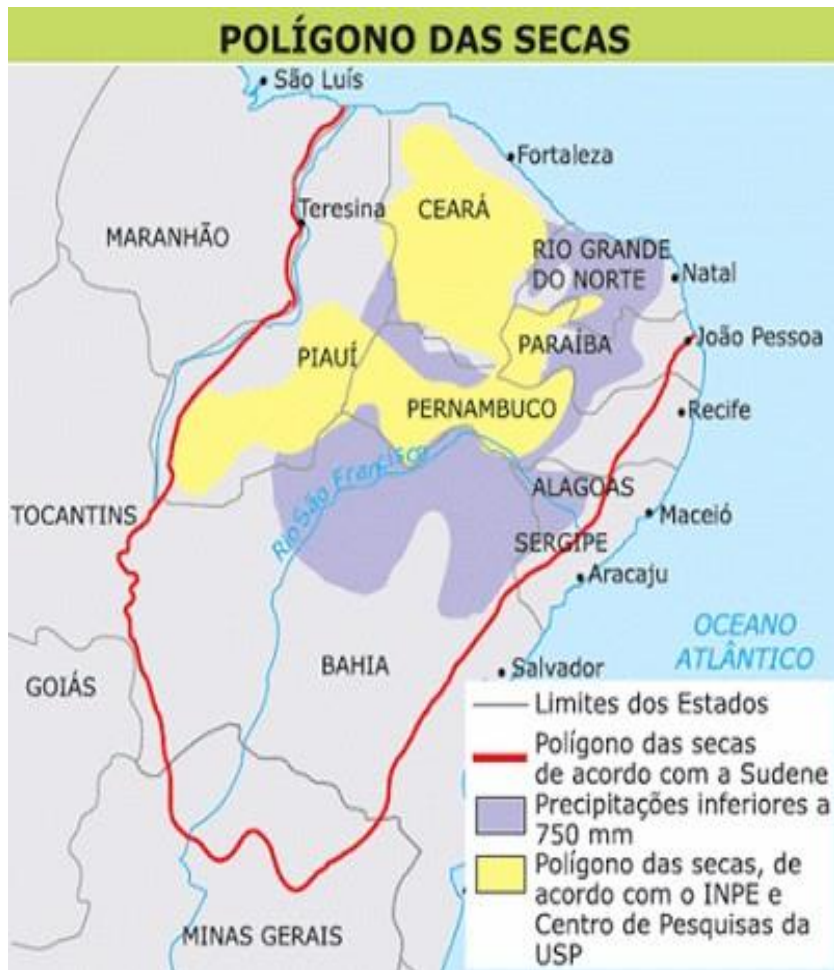 POLÍGONO DAS SECAS
São Luís
Fortaleza
Teresina
CEARÁ
MARANHÃO
RIO GRANDE
DO NORTE
Natal
PIAUÍ
PARAÍBA
João Pessoa
PERNAMBUCO
Recife
Rio São Francisco
ALAGOAS
TOCANTINS
Maceió
SERGIPE
Aracaju
OCEANO
ATLÂNTICO
BAHIA
Salvador
GOIÁS
Limites dos Estados
Polígono das secas
de acordo com a Sudene
Precipitações inferiores a
750 mm
Polígono das secas, de
acordo com o INPE e
Centro de Pesquisas da
USP
MINAS GERAIS